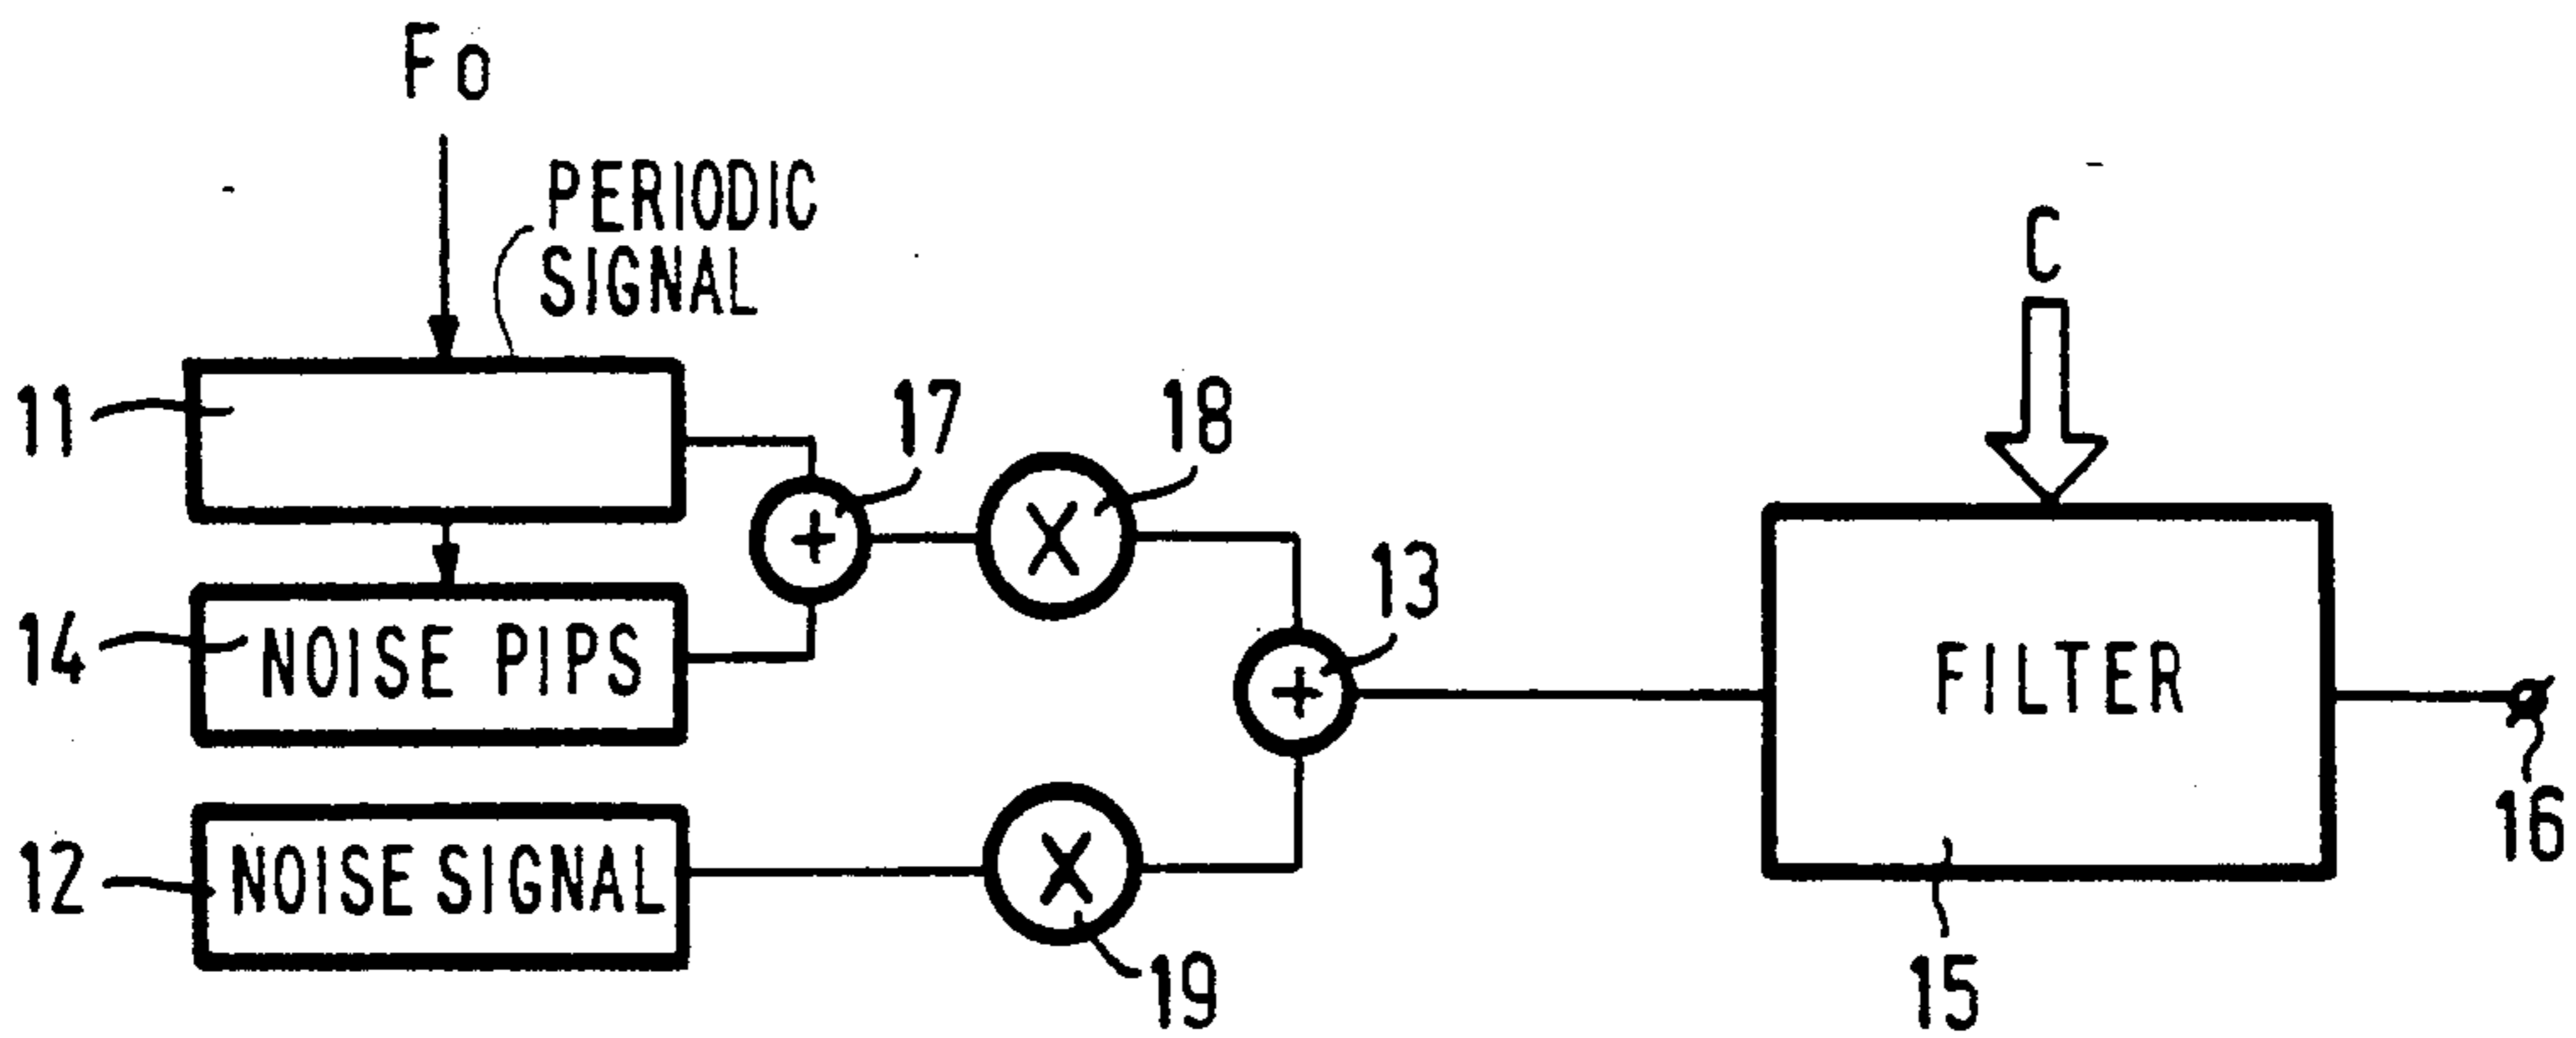 Fo
PERIODIC
SIGNAL
C
11
17
18
+
X
13
14
NOISE PIPS
+
FILTER
12
NOISE SIGNAL
X
16
19
15